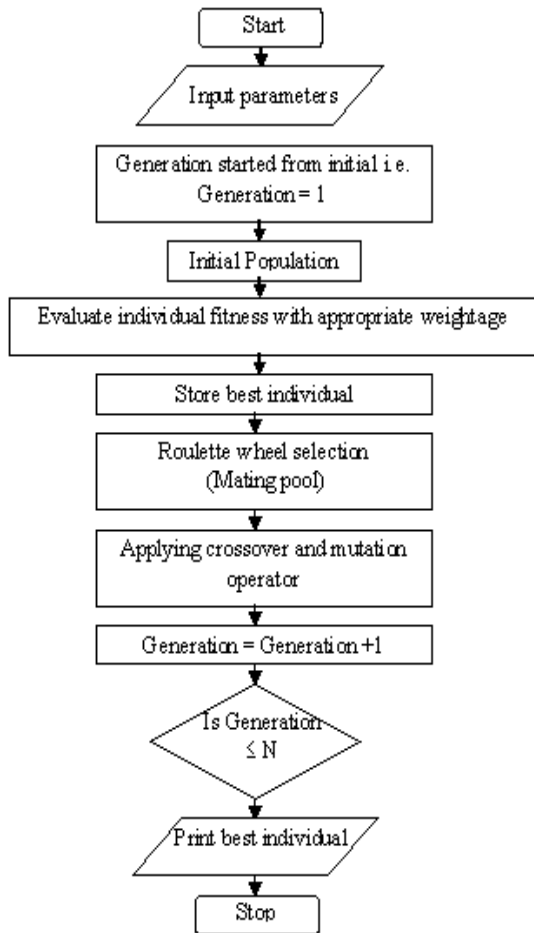 Start
Input parameters
Generation started from initial i.e.
Generation = 1
Initial Population
Evaluate individual fitness with appropriate weightage
Store best individual
Roulette wheel selection
(Mating pool)
Applying crossover and mutation
operator
Generation = Generation +1
Is Generation
≤ N
Print best individual
Stop